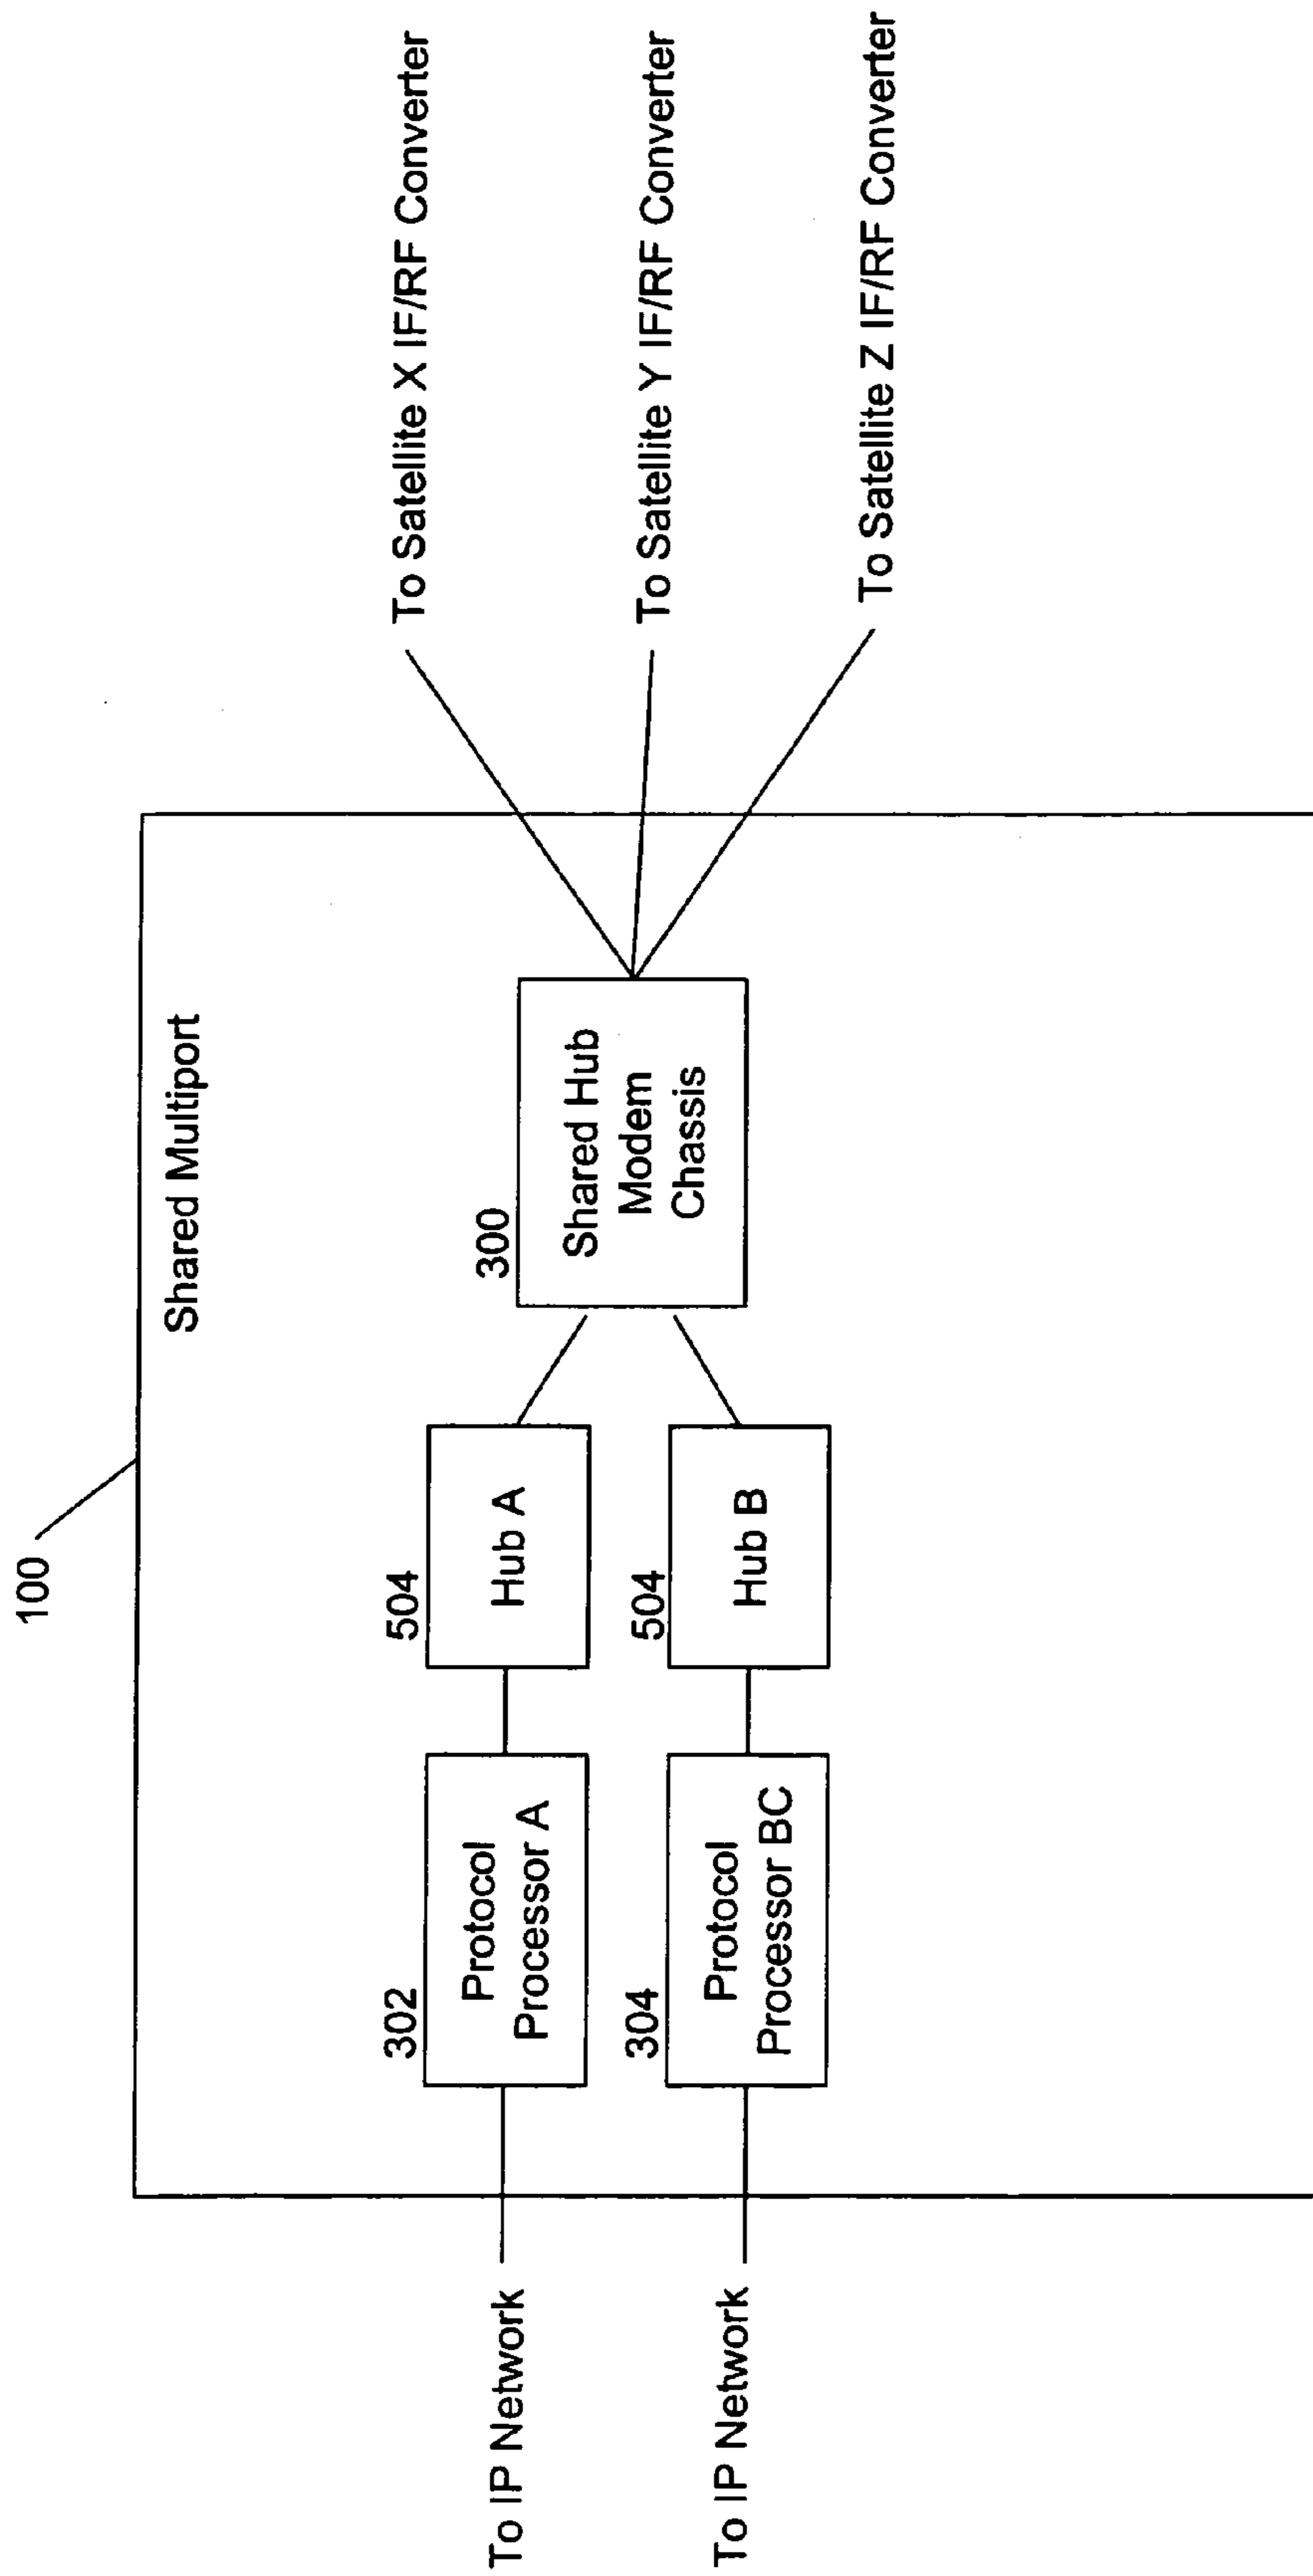 100
Shared Multiport
To IP Network
302
Protocol
Processor A
504
Hub A
300
Shared Hub
Modem
Chassis
To Satellite X IF/RF Converter
To Satellite Y IF/RF Converter
To Satellite Z IF/RF Converter
To IP Network
304
Protocol
Processor BC
504
Hub B